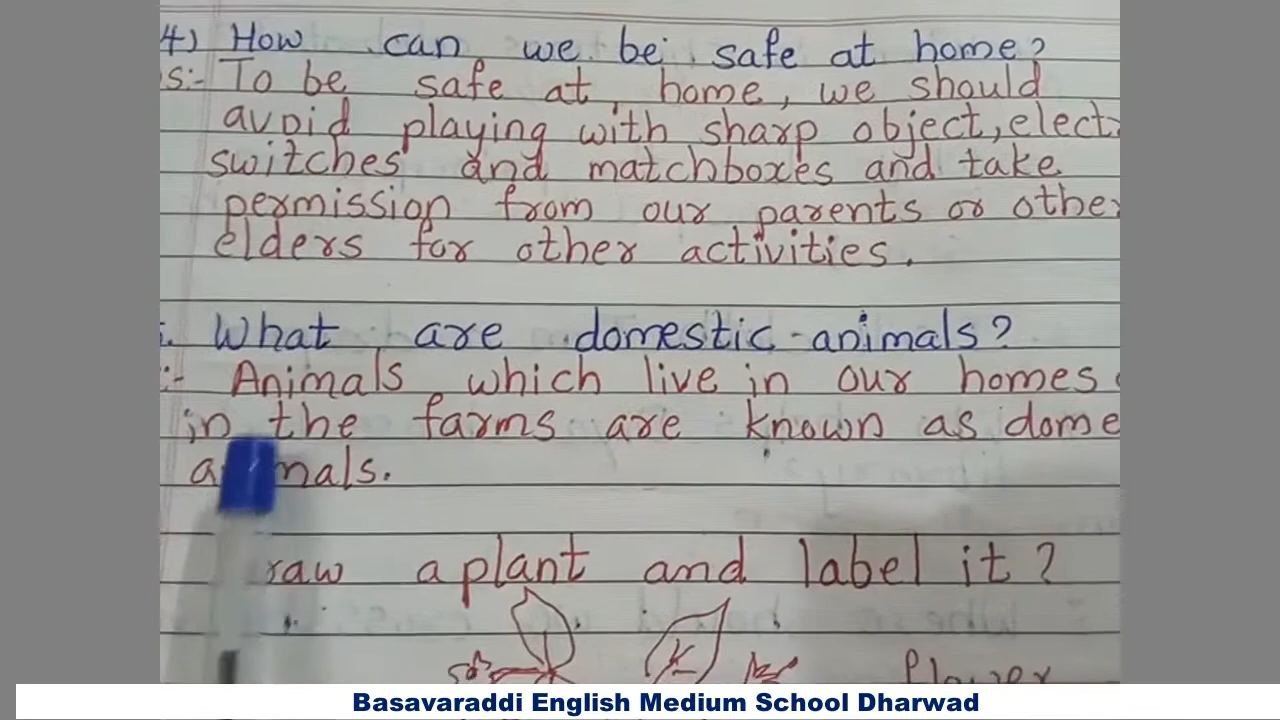 4) How can we be safe at home?
s:- To be safe at home, we should
avoid playing with sharp object, elect
switches and matchboxes and take
permission from our parents or othe
elders for other activities.
What are domestic animals?
:- Animals which live in our homes
in the farms are known as dome
a mals.
raw a plant and label it?
Flower
Basavaraddi English Medium School Dharwad